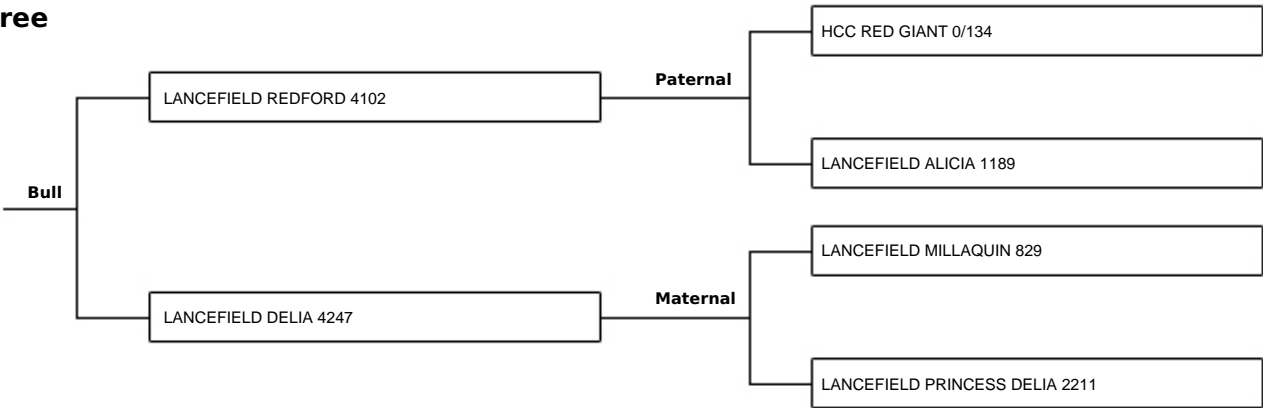 ree
HCC RED GIANT 0/134
Paternal
LANCEFIELD REDFORD 4102
LANCEFIELD ALICIA 1189
Bull
LANCEFIELD MILLAQUIN 829
Maternal
LANCEFIELD DELIA 4247
LANCEFIELD PRINCESS DELIA 2211